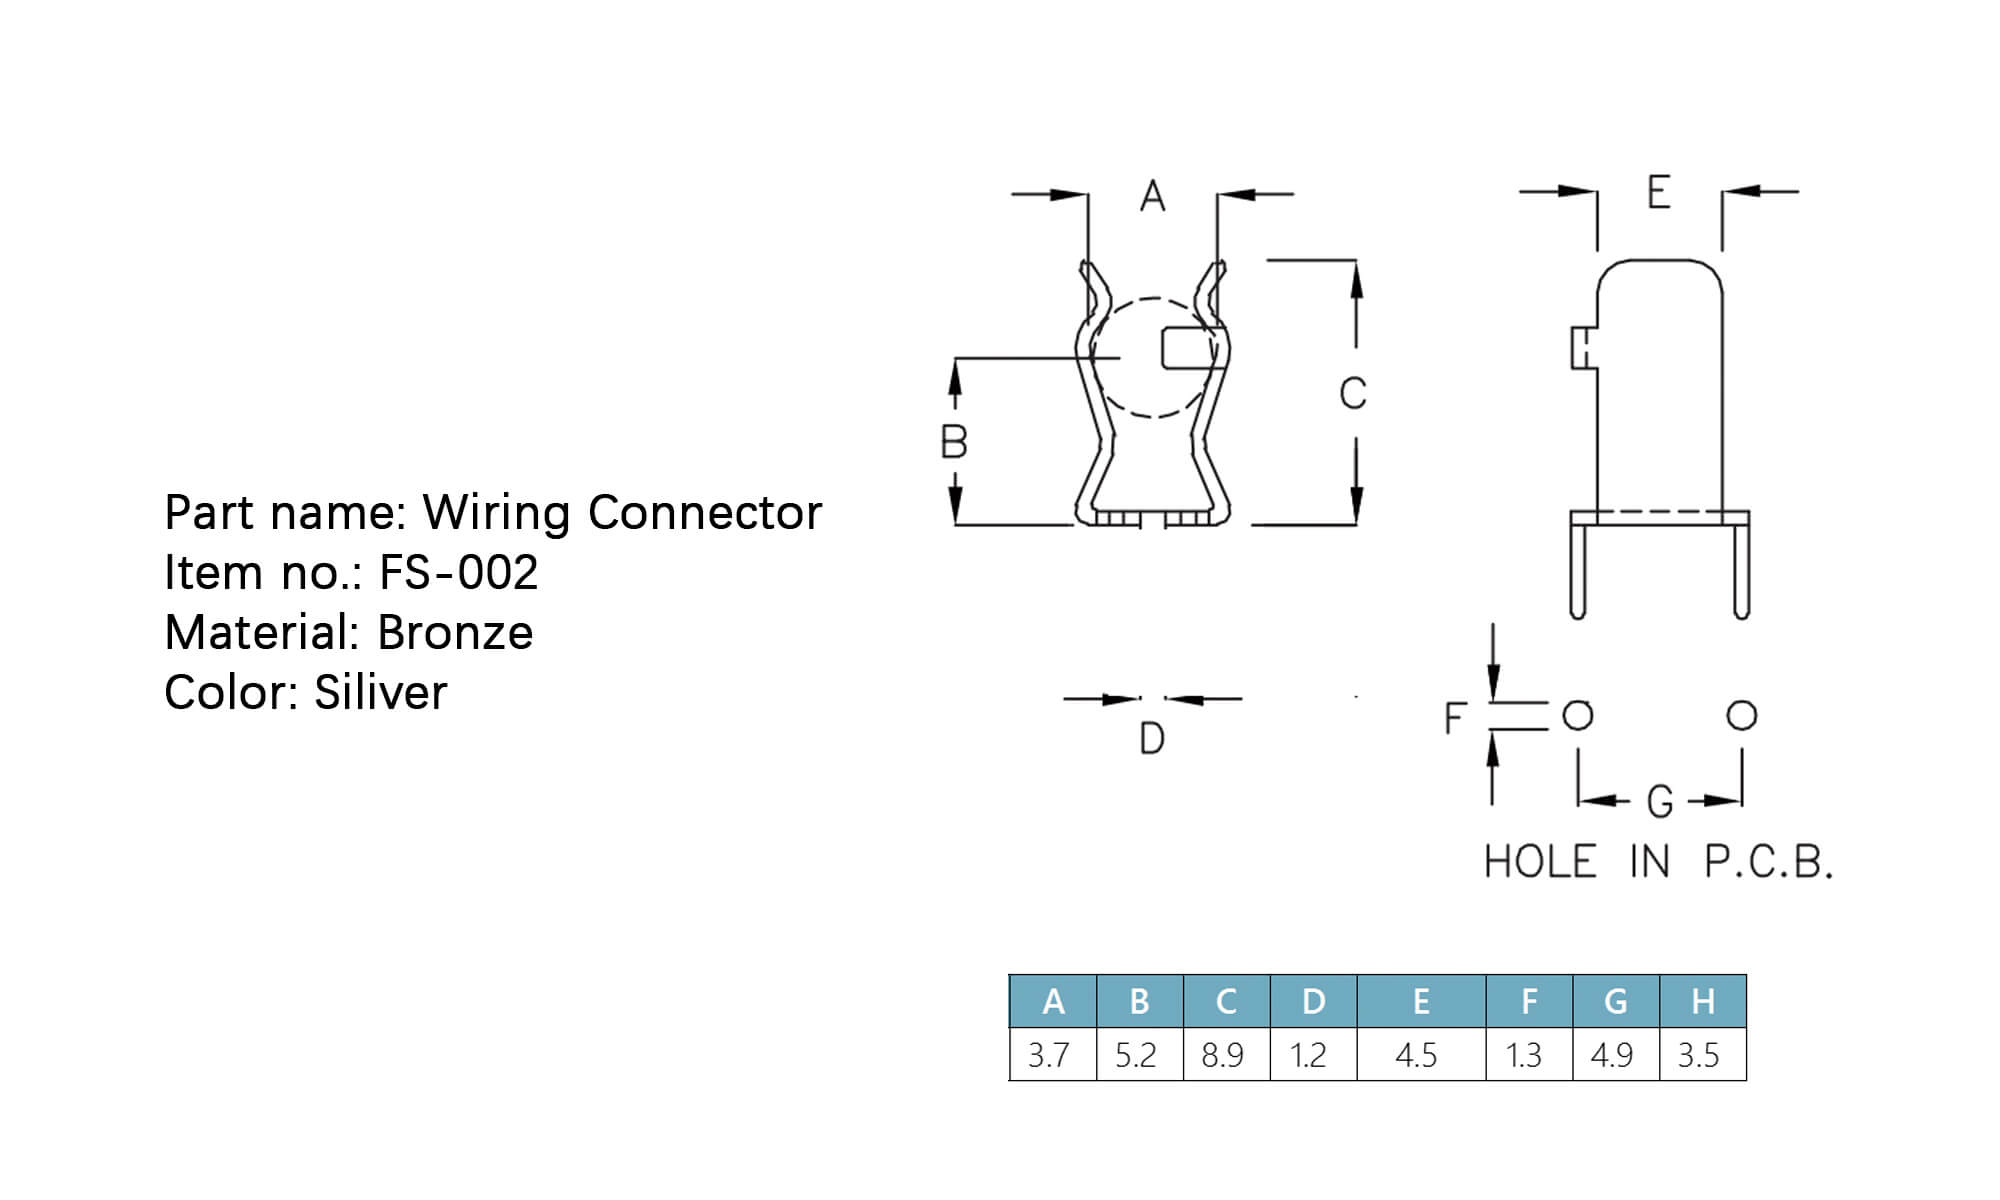 Part name: Wiring Connector
Item no.: FS-002
Material: Bronze
Color: Siliver
A
E
C
B
D
F
G
HOLE IN P.C.B.
A B C D E F G H
3.7 5.2 8.9 1.2 4.5 1.3 4.9 3.5